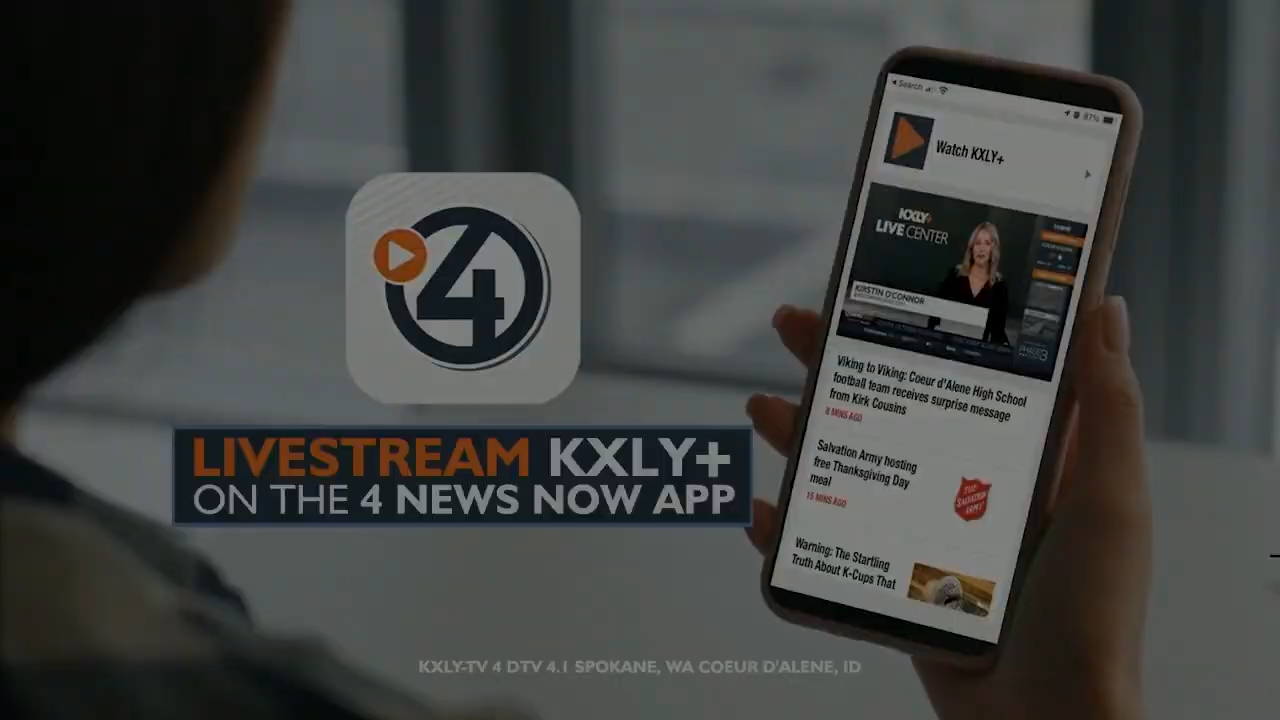 Search
87%
Watch KXLY+
KXLY+
LIVE CENTER
KIRSTIN O'CONNOR
4
LIVESTREAM KXLY+
ON THE 4 NEWS NOW APP
Viking to Viking: Coeur d'Alene High School
football team receives surprise message
from Kirk Cousins
8 MINS AGO
Salvation Army hosting
free Thanksgiving Day
meal
15 MINS AGO
THE
SALVATION
ARMY
Warning: The Startling
Truth About K-Cups That
KXLY-TV 4 DTV 4.1 SPOKANE, WA COEUR D'ALENE, ID